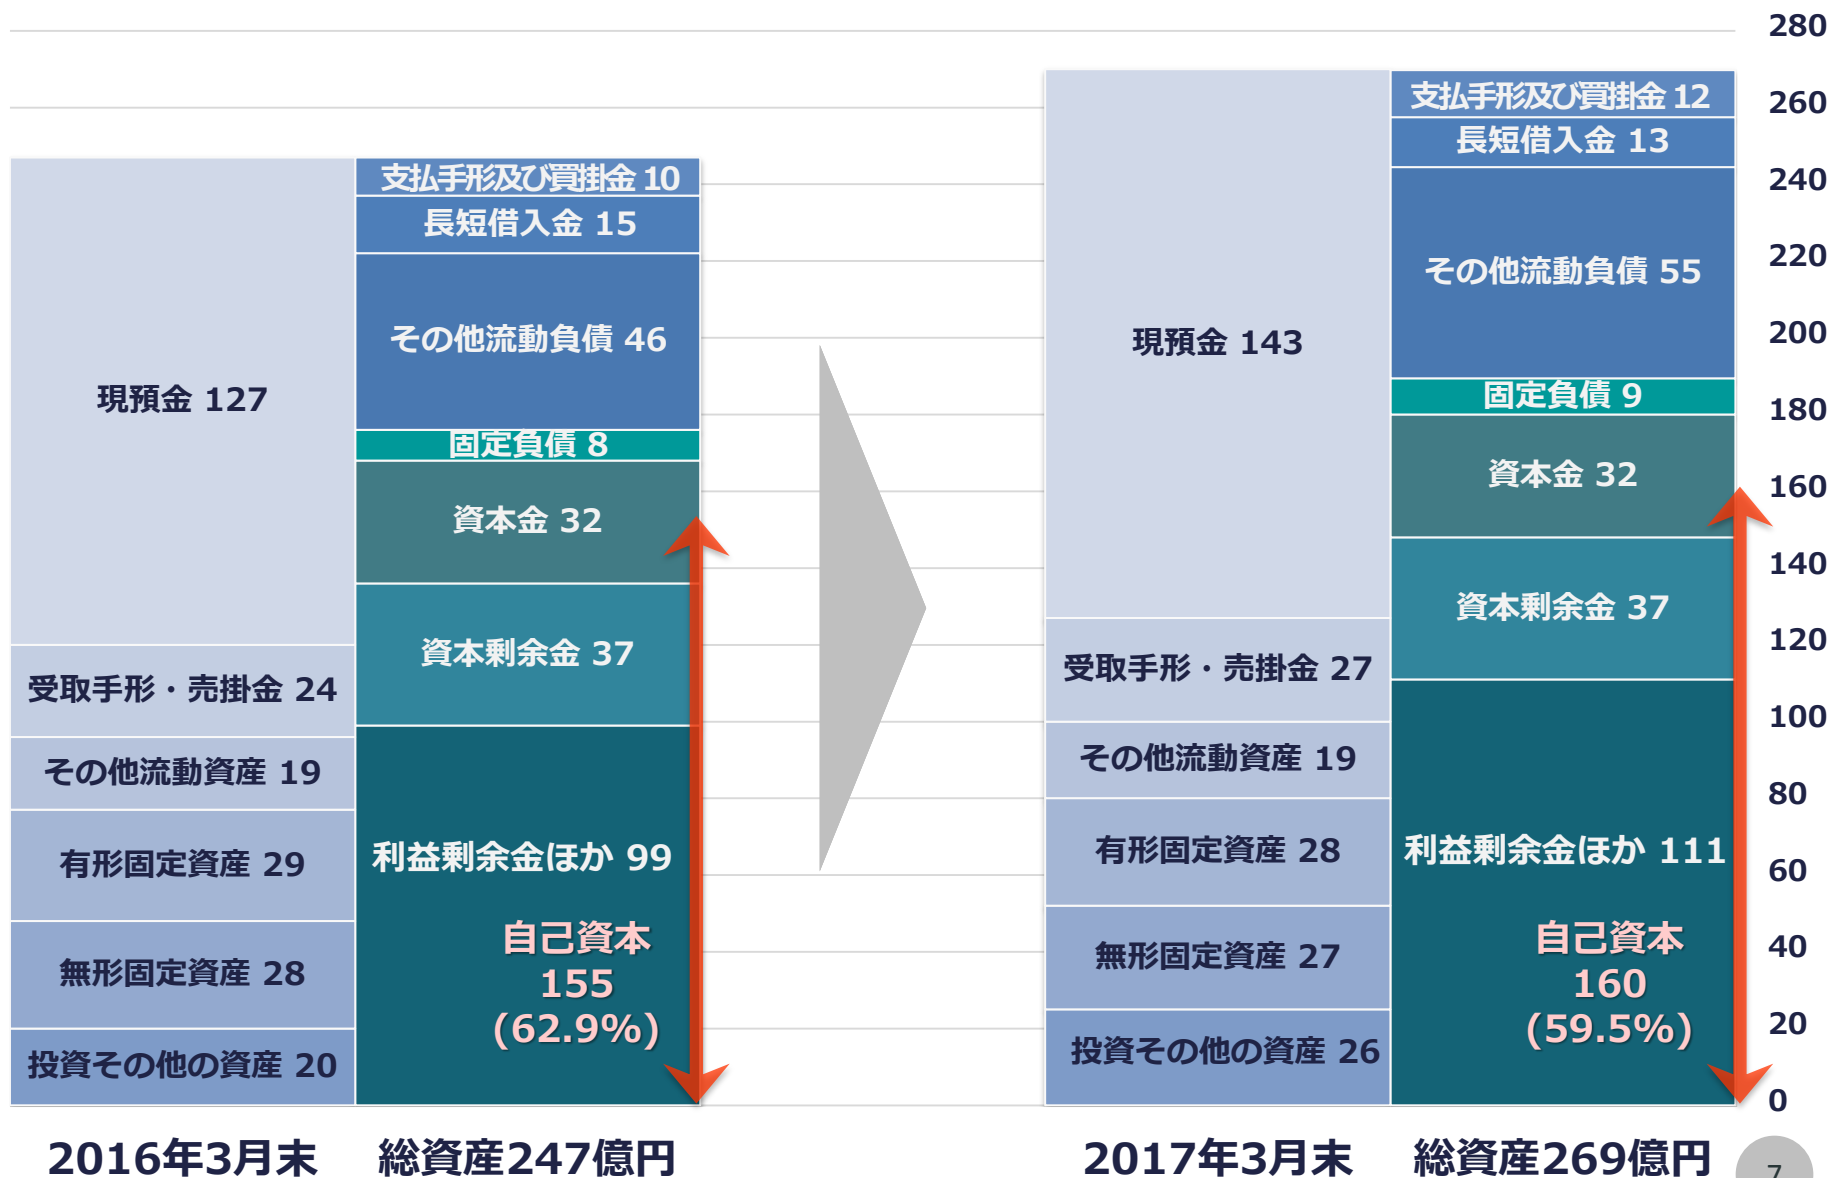 280
260
240
220
200
180
160
140
120
100
80
60
40
20
0
現預金 127
受取手形・売掛金 24
その他流動資産 19
有形固定資産 29
無形固定資産 28
投資その他の資産 20
支払手形及び買掛金 10
長短借入金 15
その他流動負債 46
固定負債 8
資本金 32
資本剰余金 37
利益剰余金ほか 99
自己資本
155
(62.9%)
現預金 143
受取手形・売掛金 27
その他流動資産 19
有形固定資産 28
無形固定資産 27
投資その他の資産 26
支払手形及び買掛金 12
長短借入金 13
その他流動負債 55
固定負債 9
資本金 32
資本剰余金 37
利益剰余金ほか 111
自己資本
160
(59.5%)
2016年3月末 総資産247億円
2017年3月末 総資産269億円
7